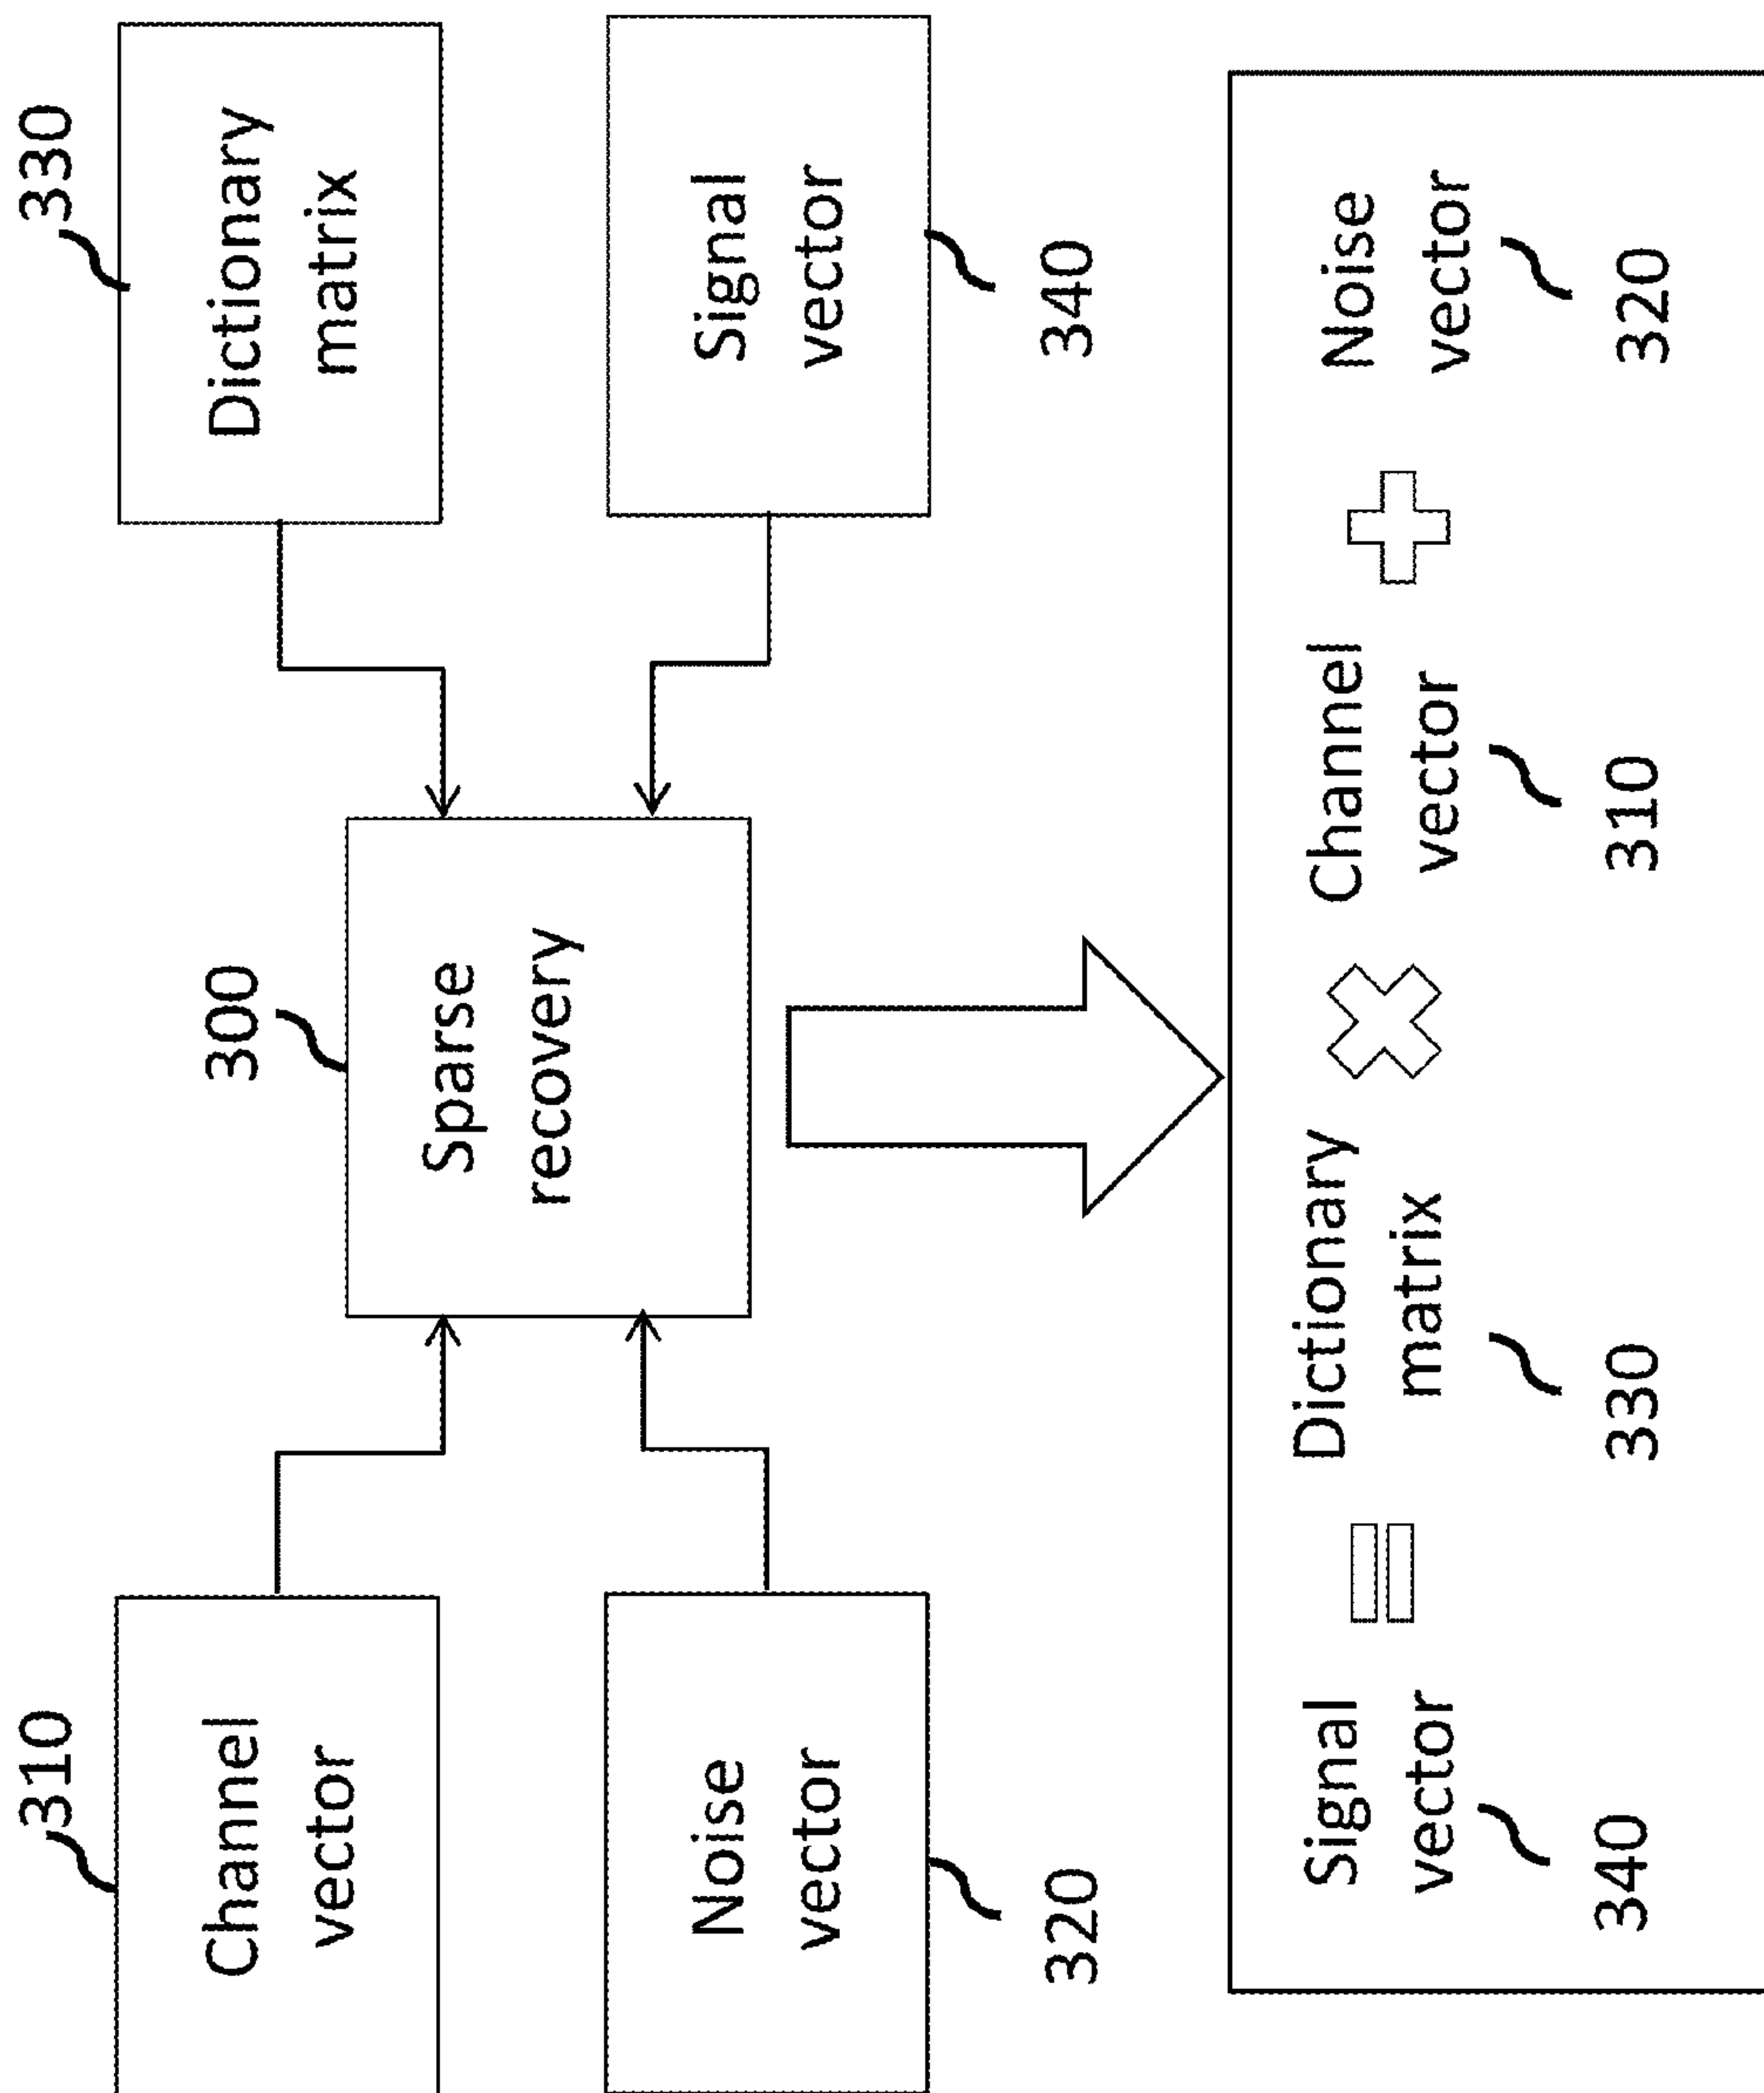 310
Channel
vector
300
Sparse
recovery
330
Dictionary
matrix
Noise
vector
320
Signal
vector
340
Signal
vector
340
Dictionary
matrix
330
Channel
vector
310
Noise
vector
320